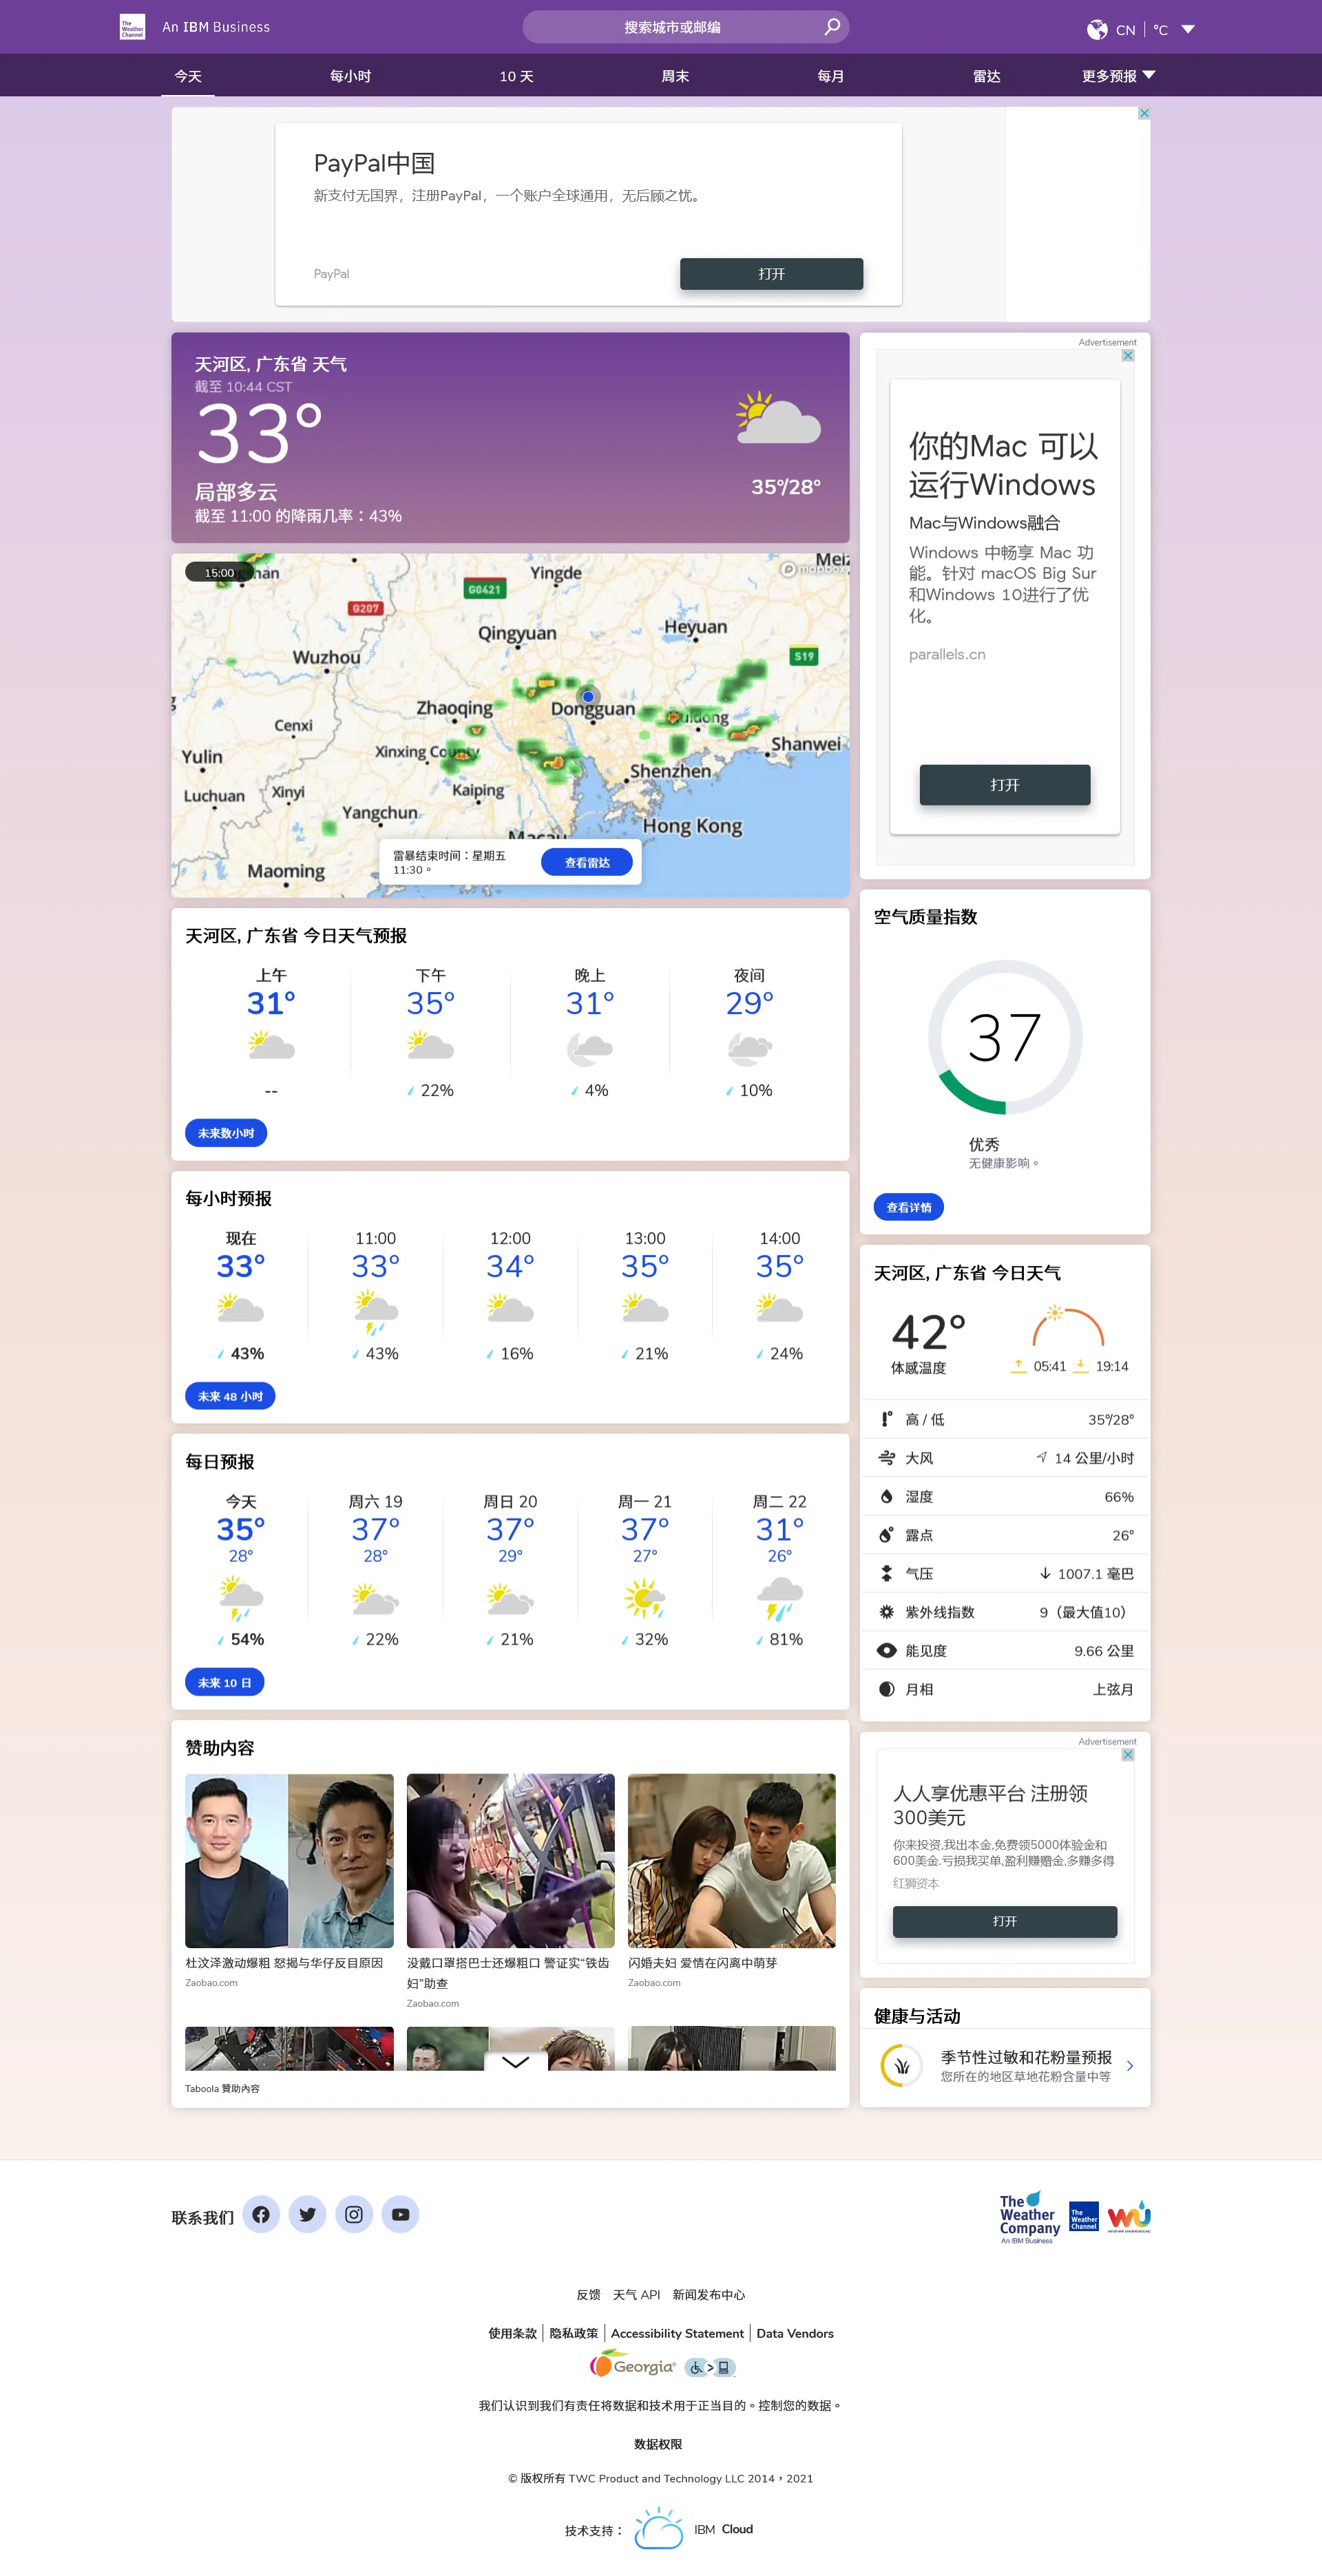 The Weather Channel
An IBM Business
搜索城市或邮编
CN
°C
今天
每小时
10 天
周末
每月
雷达
更多预报
PayPal中国
新支付无国界，注册PayPal，一个账户全球通用，无后顾之忧。
PayPal
打开
天河区, 广东省 天气
截至 10:44 CST
33°
局部多云
35°/28°
截至 11:00 的降雨几率：43%
15:00
mapbox
Yingde
G0421
G207
Qingyuan
Heyuan
S19
Wuzhou
Zhaoqing
Dongguan
Cenxi
Xinxing County
Shanwei
Yulin
Shenzhen
Luchuan
Xinyi
Kaiping
Yangchun
Hong Kong
Macau
Maoming
雷暴结束时间：星期五
11:30。
查看雷达
天河区, 广东省 今日天气预报
上午
31°
--
下午
35°
22%
晚上
31°
4%
夜间
29°
10%
未来数小时
每小时预报
现在
33°
43%
11:00
33°
43%
12:00
34°
16%
13:00
35°
21%
14:00
35°
24%
未来 48 小时
每日预报
今天
35°
28°
54%
周六 19
37°
28°
22%
周日 20
37°
29°
21%
周一 21
37°
27°
32%
周二 22
31°
26°
81%
未来 10 日
赞助内容
杜汶泽激动爆粗 怒揭与华仔反目原因
Zaobao.com
没戴口罩搭巴士还爆粗口 警证实“铁齿
妇”助查
Zaobao.com
闪婚夫妇 爱情在闪离中萌芽
Zaobao.com
Taboola 贊助內容
Advertisement
你的Mac 可以
运行Windows
Mac与Windows融合
Windows 中畅享 Mac 功
能。针对 macOS Big Sur
和Windows 10进行了优
化。
parallels.cn
打开
空气质量指数
37
优秀
无健康影响。
查看详情
天河区, 广东省 今日天气
42°
体感温度
05:41
19:14
高 / 低
35°/28°
大风
14 公里/小时
湿度
66%
露点
26°
气压
1007.1 毫巴
紫外线指数
9（最大值10）
能见度
9.66 公里
月相
上弦月
Advertisement
人人享优惠平台 注册领
300美元
你来投资,我出本金,免费领5000体验金和
600美金.亏损我买单,盈利赚赠金,多赚多得
红狮资本
打开
健康与活动
季节性过敏和花粉量预报
您所在的地区草地花粉含量中等
联系我们
The Weather Company
An IBM Business
The Weather Channel
WU
反馈
天气 API
新闻发布中心
使用条款
隐私政策
Accessibility Statement
Data Vendors
Georgia
我们认识到我们有责任将数据和技术用于正当目的。控制您的数据。
数据权限
© 版权所有 TWC Product and Technology LLC 2014，2021
技术支持：
IBM Cloud